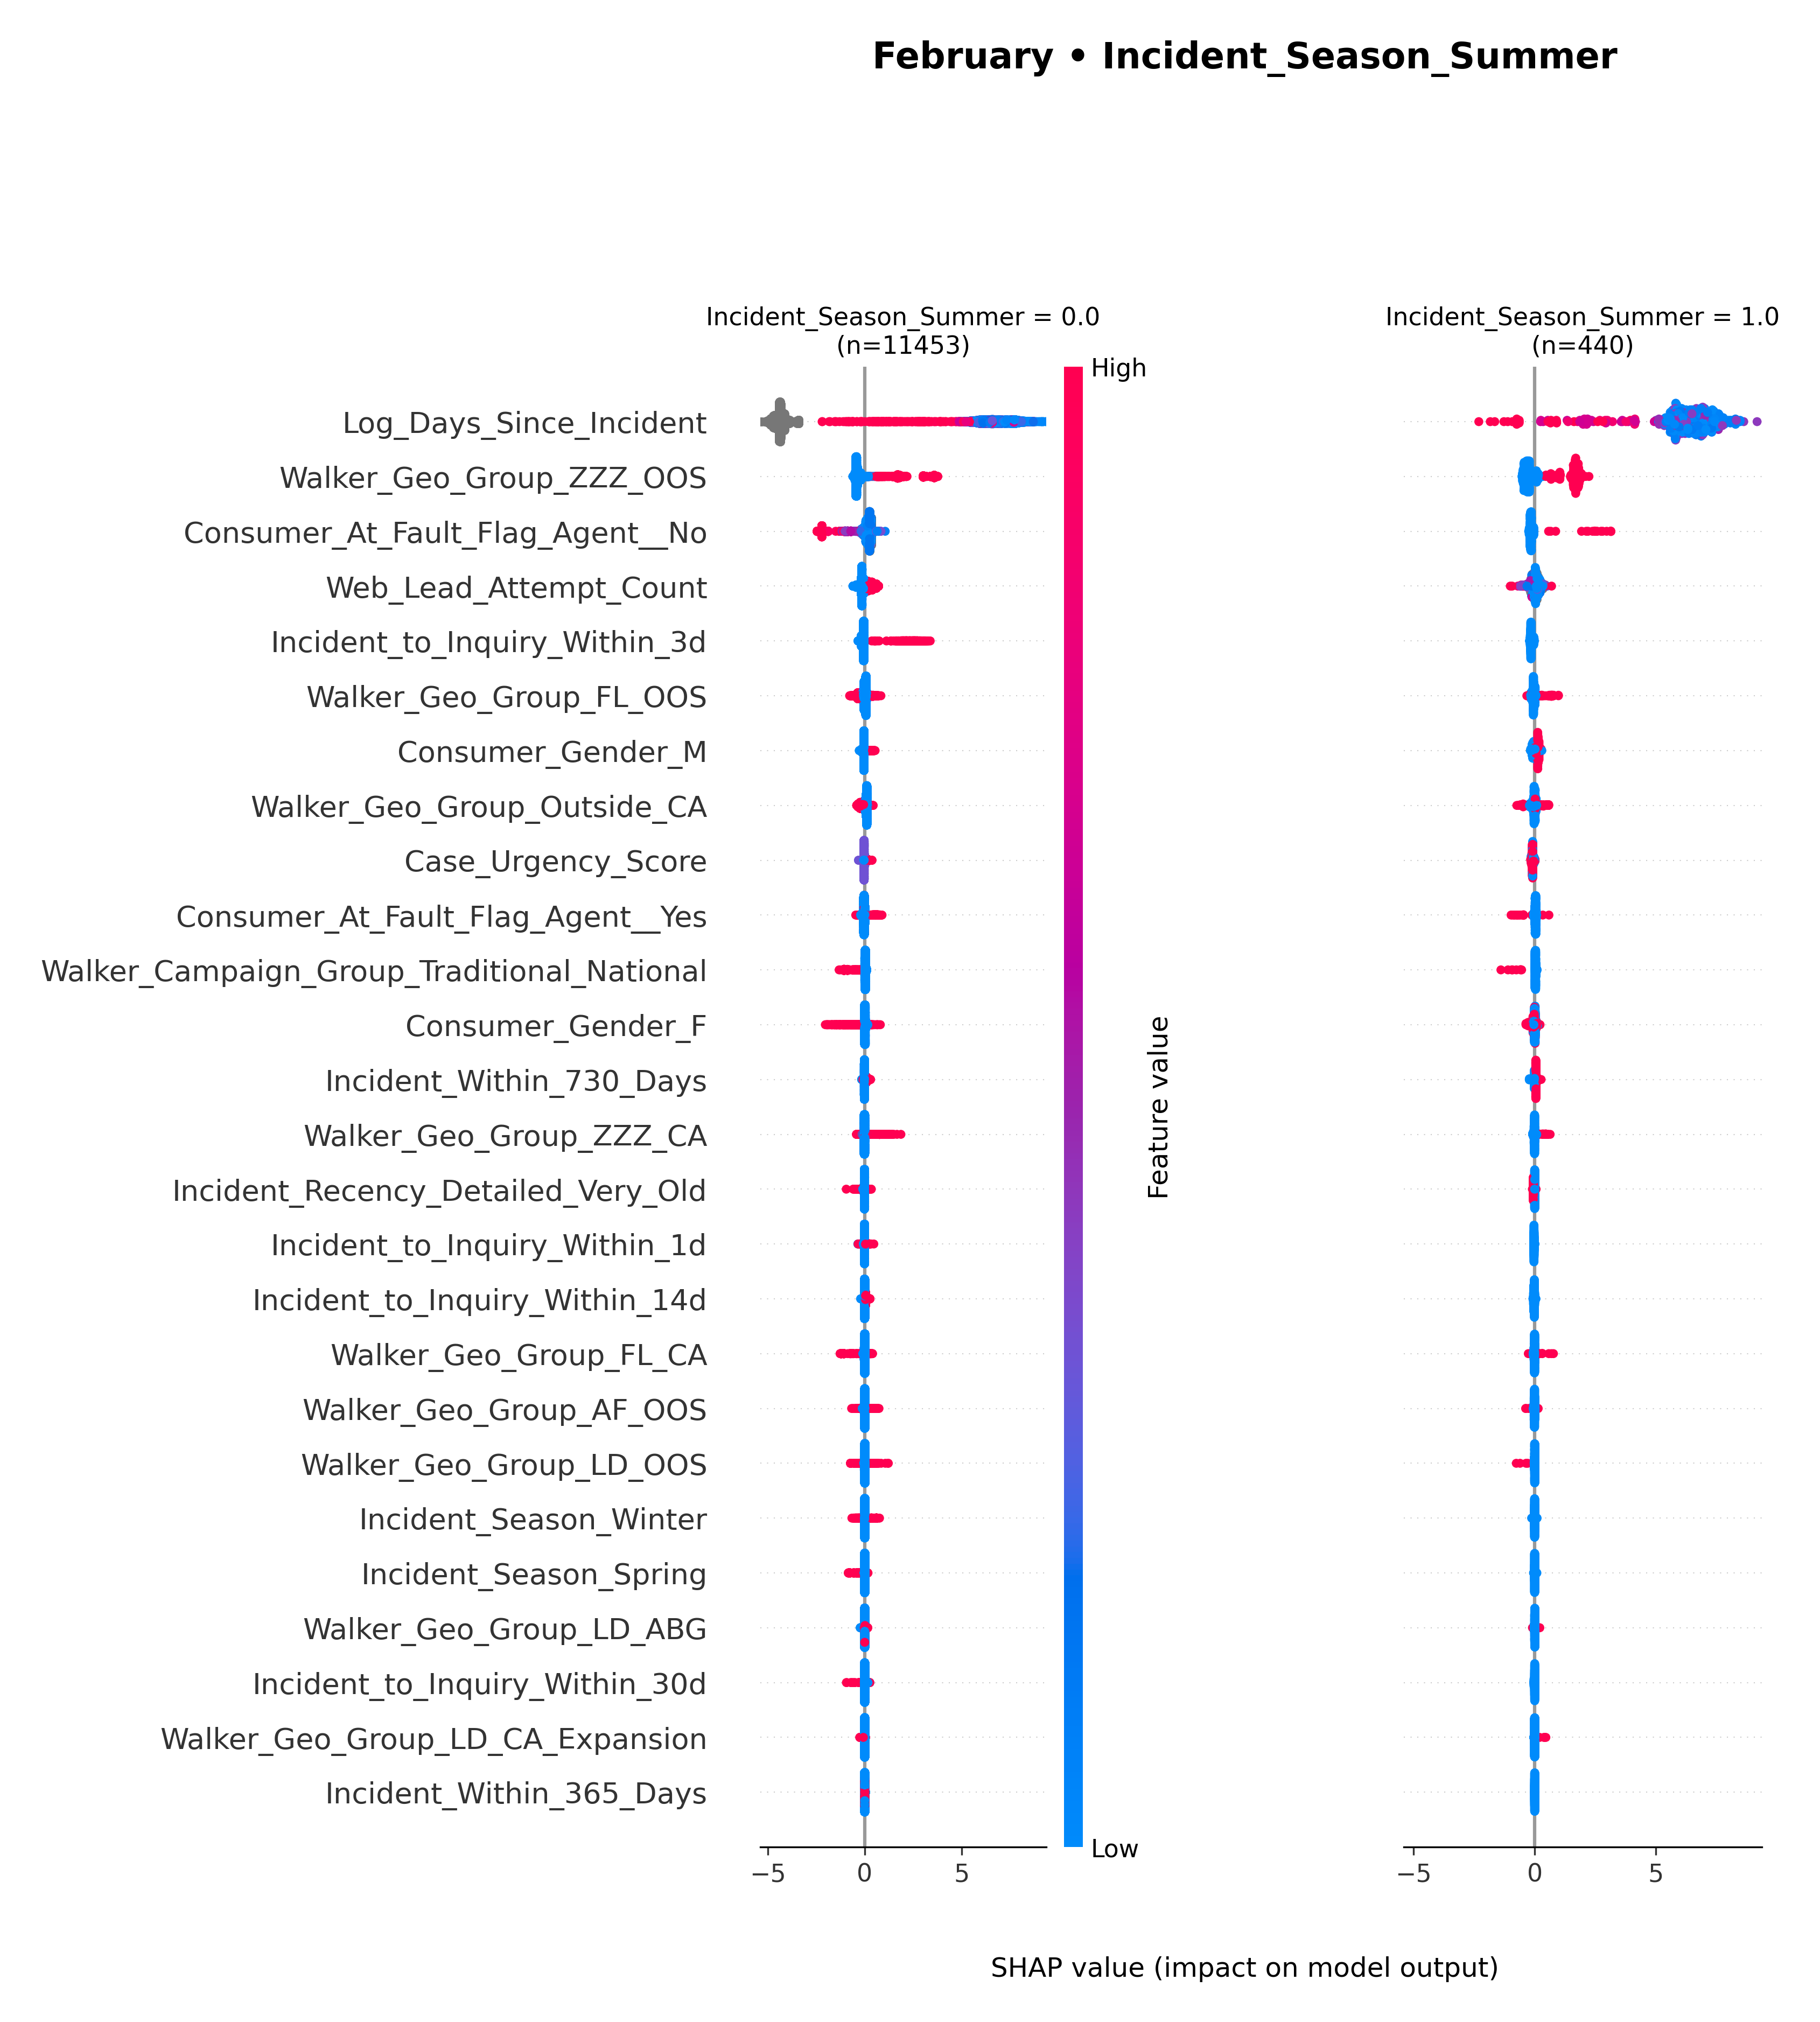 February • Incident_Season_Summer
Incident_Season_Summer = 0.0
(n=11453)
Incident_Season_Summer = 1.0
(n=440)
High
Log_Days_Since_Incident
Walker_Geo_Group_ZZZ_OOS
Consumer_At_Fault_Flag_Agent__No
Web_Lead_Attempt_Count
Incident_to_Inquiry_Within_3d
Walker_Geo_Group_FL_OOS
Consumer_Gender_M
Walker_Geo_Group_Outside_CA
Case_Urgency_Score
Consumer_At_Fault_Flag_Agent__Yes
Walker_Campaign_Group_Traditional_National
Consumer_Gender_F
Incident_Within_730_Days
Walker_Geo_Group_ZZZ_CA
Incident_Recency_Detailed_Very_Old
Incident_to_Inquiry_Within_1d
Incident_to_Inquiry_Within_14d
Walker_Geo_Group_FL_CA
Walker_Geo_Group_AF_OOS
Walker_Geo_Group_LD_OOS
Incident_Season_Winter
Incident_Season_Spring
Walker_Geo_Group_LD_ABG
Incident_to_Inquiry_Within_30d
Walker_Geo_Group_LD_CA_Expansion
Incident_Within_365_Days
Feature value
Low
−5 0 5
−5 0 5
SHAP value (impact on model output)